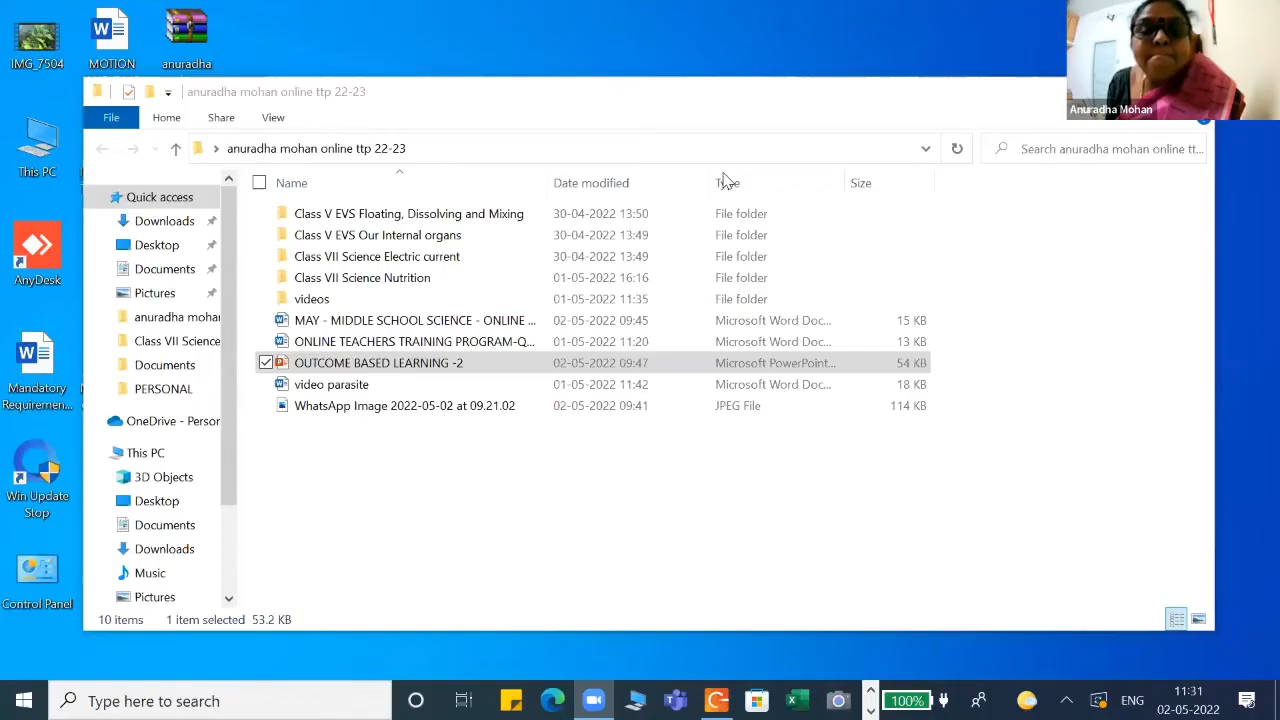 IMG_7504
MOTION
anuradha
Anuradha Mohan
anuradha mohan online ttp 22-23
File Home Share View
anuradha mohan online ttp 22-23
Search anuradha mohan online tt...
Name Date modified Type Size
This PC
Quick access
Downloads
Desktop
Documents
Pictures
anuradha mohan
Class VII Science
Documents
PERSONAL
OneDrive - Person
This PC
3D Objects
Desktop
Documents
Downloads
Music
Pictures
Class V EVS Floating, Dissolving and Mixing 30-04-2022 13:50 File folder
Class V EVS Our Internal organs 30-04-2022 13:49 File folder
Class VII Science Electric current 30-04-2022 13:49 File folder
Class VII Science Nutrition 01-05-2022 16:16 File folder
videos 01-05-2022 11:35 File folder
MAY - MIDDLE SCHOOL SCIENCE - ONLINE ... 02-05-2022 09:45 Microsoft Word Doc... 15 KB
ONLINE TEACHERS TRAINING PROGRAM-Q... 01-05-2022 11:20 Microsoft Word Doc... 13 KB
OUTCOME BASED LEARNING -2 02-05-2022 09:47 Microsoft PowerPoint... 54 KB
video parasite 01-05-2022 11:42 Microsoft Word Doc... 18 KB
WhatsApp Image 2022-05-02 at 09.21.02 02-05-2022 09:41 JPEG File 114 KB
AnyDesk
Mandatory
Requiremen...
Win Update
Stop
Control Panel
10 items 1 item selected 53.2 KB
Type here to search
100%
ENG
11:31
02-05-2022